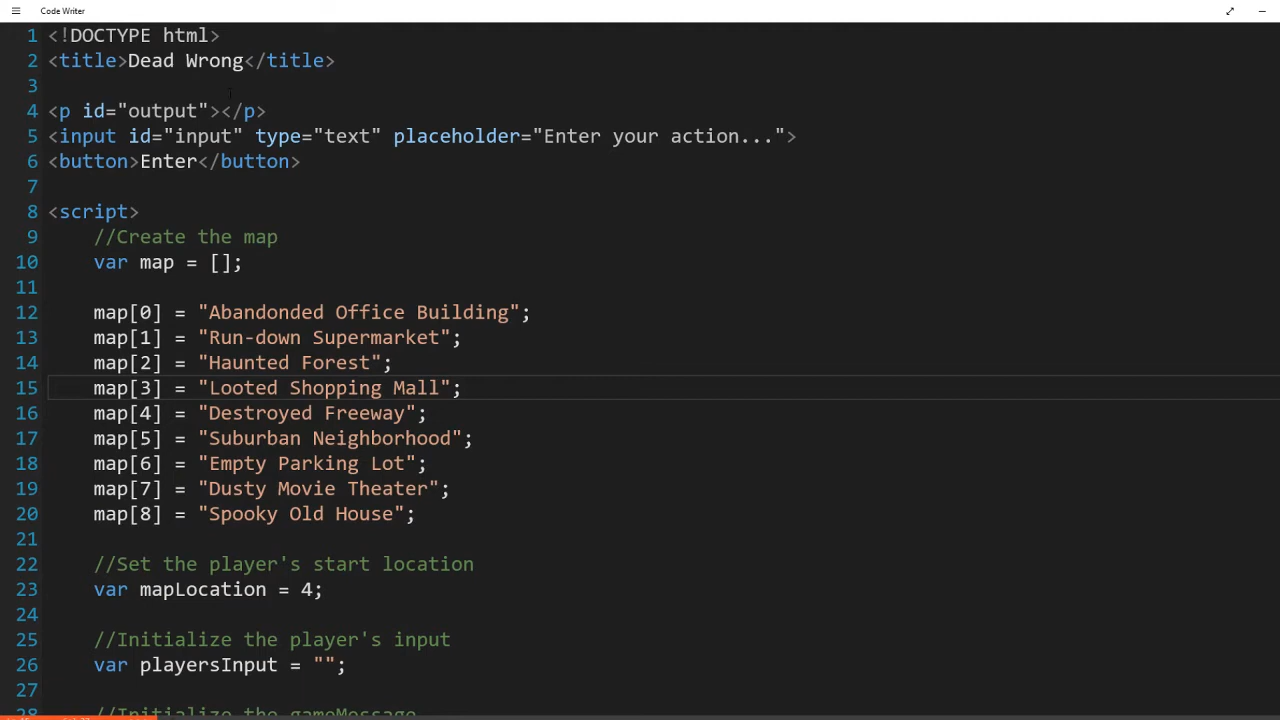 Code Writer
1 <!DOCTYPE html>
2 <title>Dead Wrong</title>
3
4 <p id="output"></p>
5 <input id="input" type="text" placeholder="Enter your action...">
6 <button>Enter</button>
7
8 <script>
9 //Create the map
10 var map = [];
11
12 map[0] = "Abandonded Office Building";
13 map[1] = "Run-down Supermarket";
14 map[2] = "Haunted Forest";
15 map[3] = "Looted Shopping Mall";
16 map[4] = "Destroyed Freeway";
17 map[5] = "Suburban Neighborhood";
18 map[6] = "Empty Parking Lot";
19 map[7] = "Dusty Movie Theater";
20 map[8] = "Spooky Old House";
21
22 //Set the player's start location
23 var mapLocation = 4;
24
25 //Initialize the player's input
26 var playersInput = "";
27
28 //Initialize the gameMessage